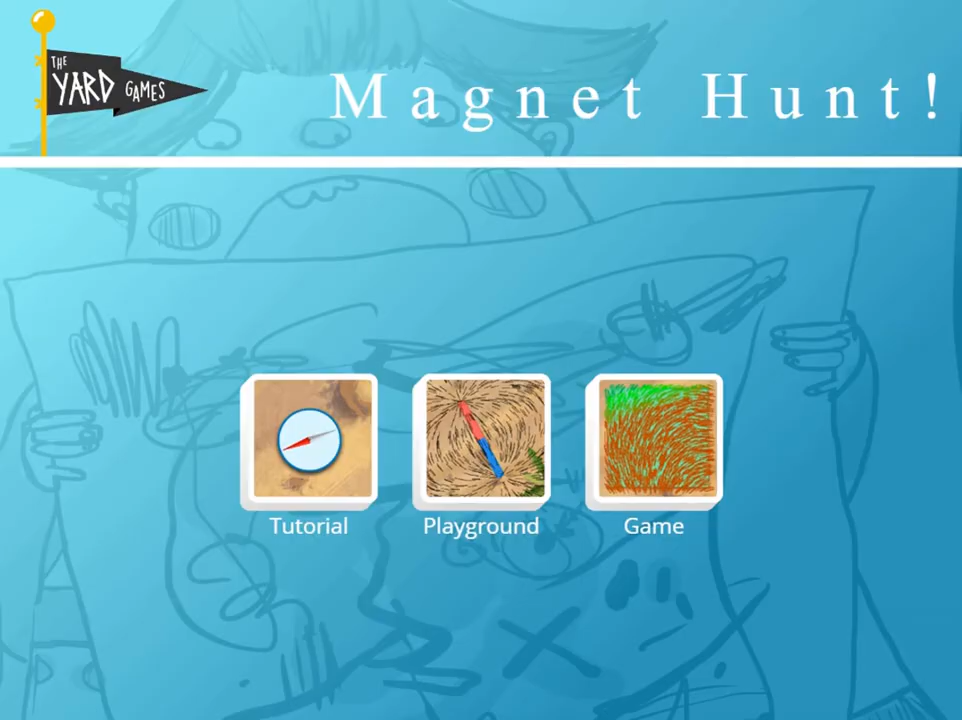 THE
YARD GAMES
Magnet Hunt!
Tutorial
Playground
Game